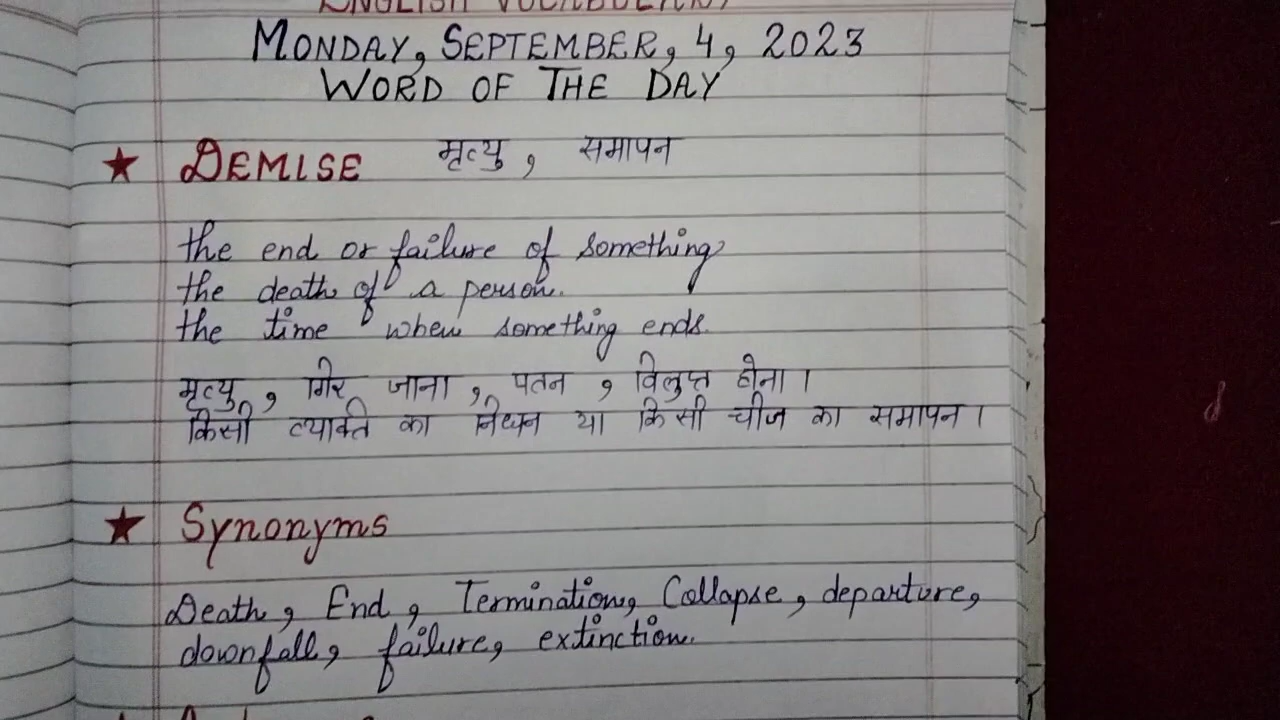 ENGLISH VOCABULARY
MONDAY, SEPTEMBER, 4, 2023
WORD OF THE DAY
★ DEMISE मृत्यु, समापन
the end or failure of something
the death of a person.
the time when something ends.
मृत्यु, गिर जाना, पतन, विलुप्त होना।
किसी व्यक्ति का निधन या किसी चीज का समापन।
★ Synonyms
Death, End, Termination, Collapse, departure,
downfall, failure, extinction.